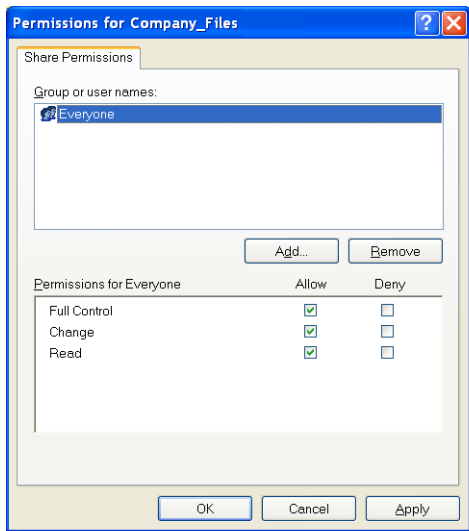 Permissions for Company_Files
Share Permissions
Group or user names:
Everyone
Add... Remove
Permissions for Everyone Allow Deny
Full Control
Change
Read
OK Cancel Apply